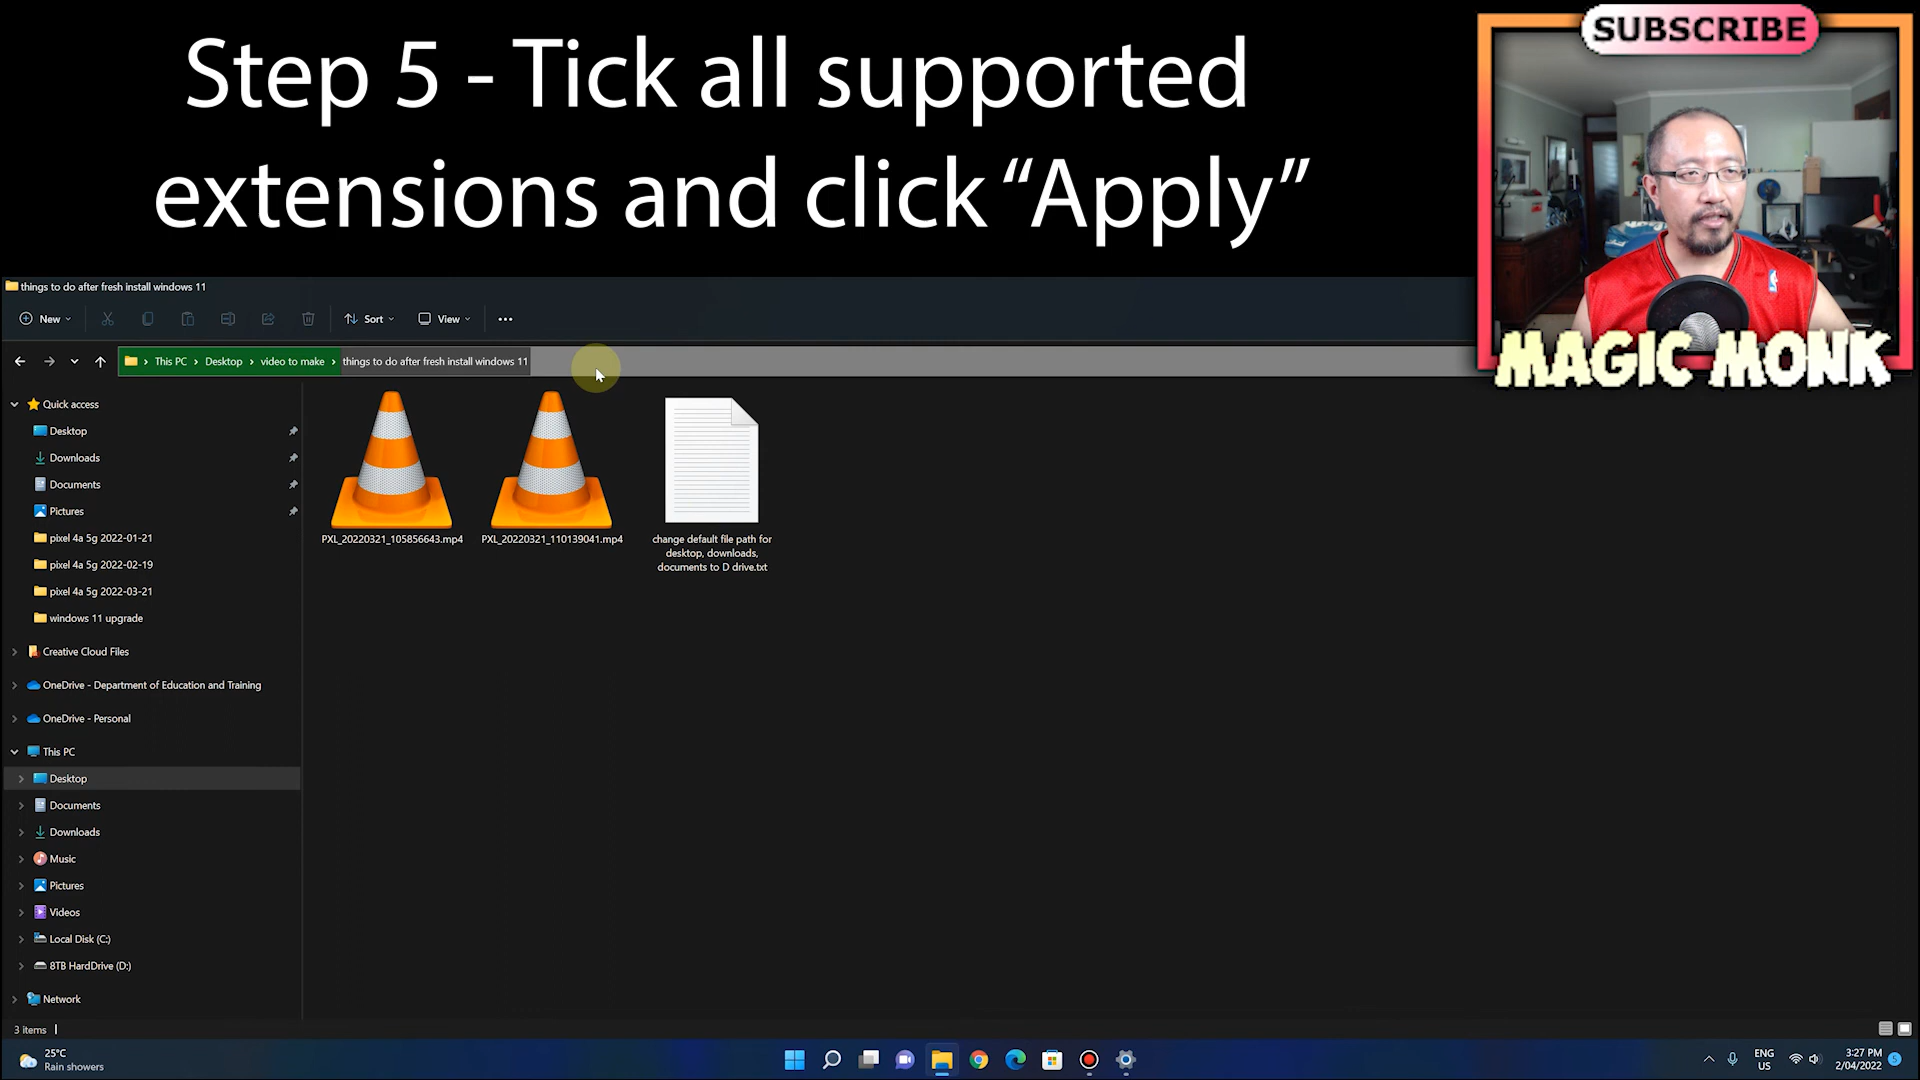 Step 5 - Tick all supported
extensions and click “Apply”
SUBSCRIBE
MAGIC MONK
things to do after fresh install windows 11
New
Sort
View
This PC > Desktop > video to make > things to do after fresh install windows 11
Quick access
Desktop
Downloads
Documents
Pictures
pixel 4a 5g 2022-01-21
pixel 4a 5g 2022-02-19
pixel 4a 5g 2022-03-21
windows 11 upgrade
Creative Cloud Files
OneDrive - Department of Education and Training
OneDrive - Personal
This PC
Desktop
Documents
Downloads
Music
Pictures
Videos
Local Disk (C:)
8TB HardDrive (D:)
Network
PXL_20220321_105856643.mp4
PXL_20220321_110139041.mp4
change default file path for
desktop, downloads,
documents to D drive.txt
3 items
25°C
Rain showers
ENG
US
3:27 PM
2/04/2022
5